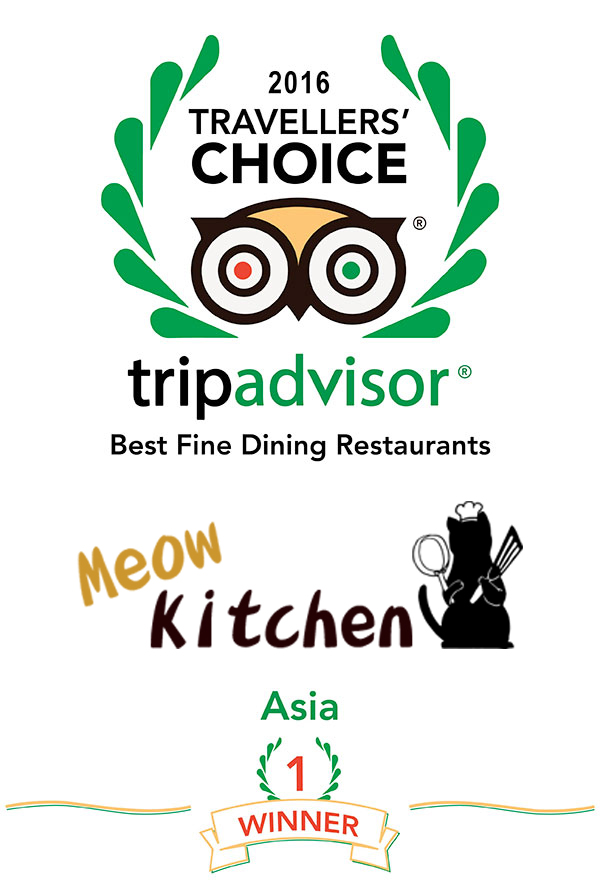 2016
TRAVELLERS’
CHOICE
®
tripadvisor®
Best Fine Dining Restaurants
Meow
Kitchen
Asia
1
WINNER